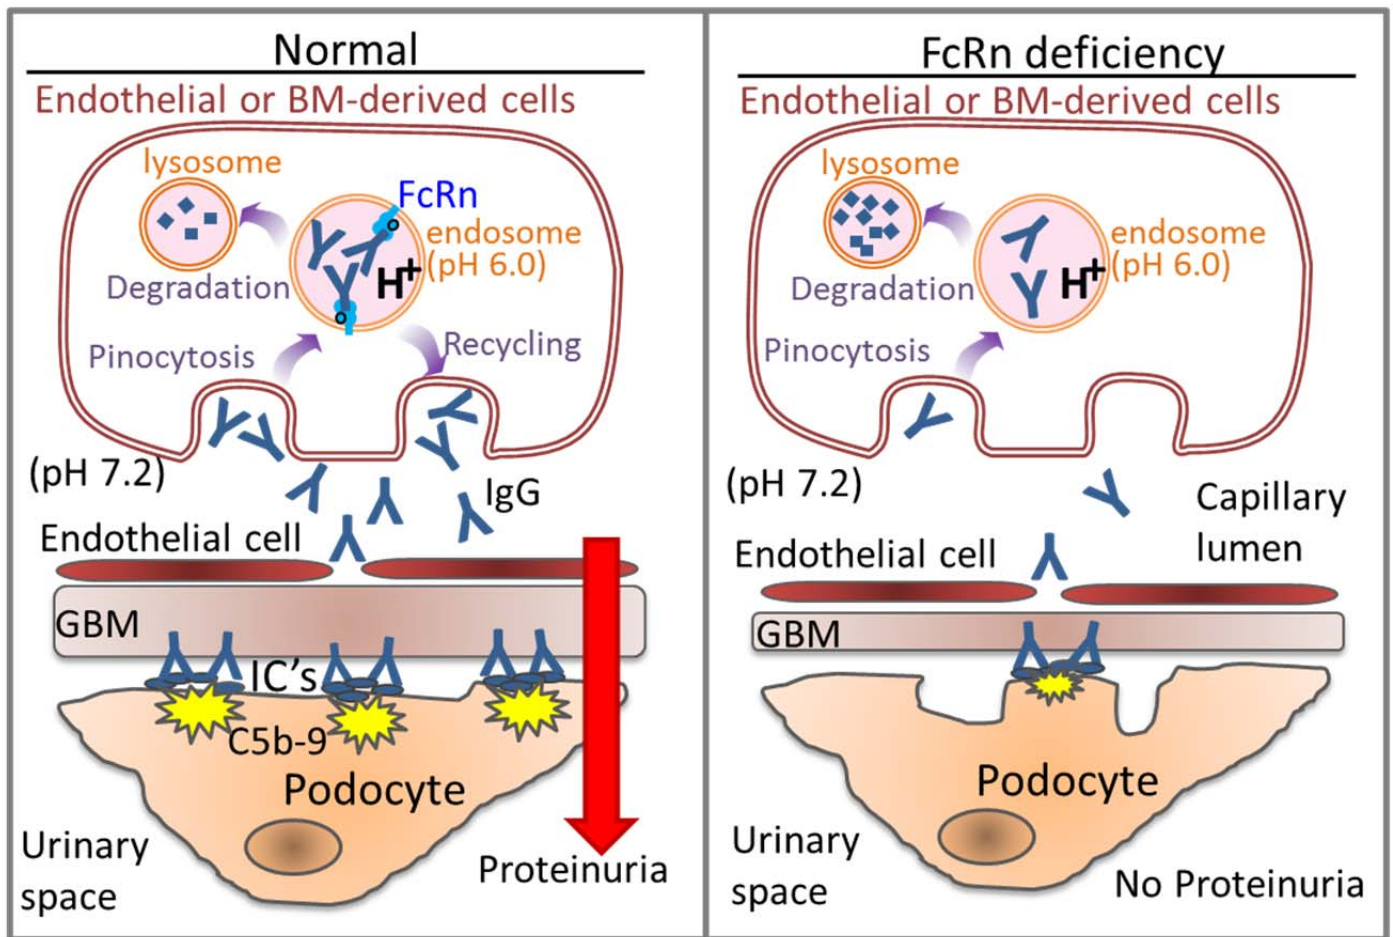 Normal
Endothelial or BM-derived cells
lysosome
FcRn
endosome
(pH 6.0)
H+
Degradation
Pinocytosis
Recycling
(pH 7.2)
IgG
Endothelial cell
GBM
IC's
C5b-9
Podocyte
Urinary
space
Proteinuria
FcRn deficiency
Endothelial or BM-derived cells
lysosome
endosome
(pH 6.0)
H+
Degradation
Pinocytosis
(pH 7.2)
Capillary
lumen
Endothelial cell
GBM
Podocyte
Urinary
space
No Proteinuria